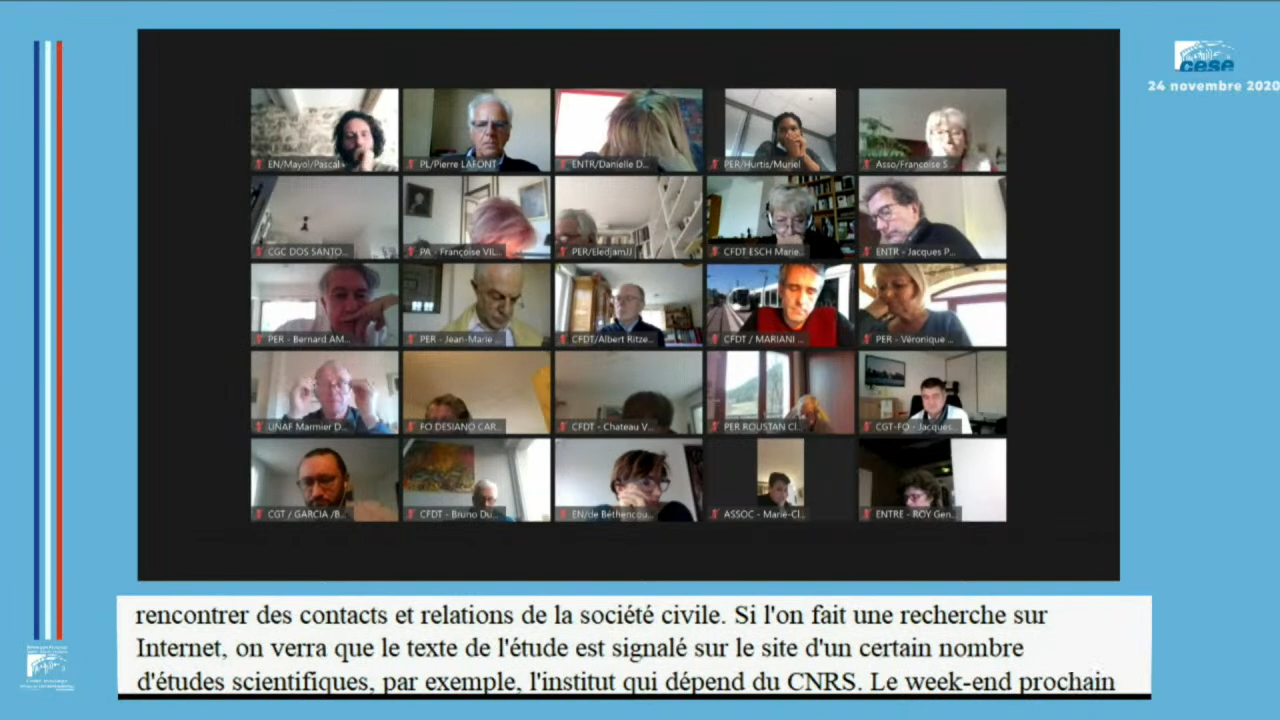 cese
24 novembre 2020
EN/Mayol/Pascal
PL/Pierre LAFONT
ENTR/Danielle D...
PER/Hurtis/Muriel
Asso/Françoise S...
CGC DOS SANTO...
PA - Françoise VIL...
PER/EledjamJJ
CFDT ESCH Marie...
ENTR - Jacques P...
PER - Bernard AM...
PER - Jean-Marie ...
CFDT/Albert Ritze...
CFDT / MARIANI ...
PER - Véronique ...
UNAF Marmier D...
FO DESIANO CAR...
CFDT - Chateau V...
PER ROUSTAN Cl...
CGT-FO - Jacques...
CGT / GARCIA /B...
CFDT - Bruno Du...
EN/de Béthencou...
ASSOC - Marie-Cl...
ENTRE - ROY Gen...
rencontrer des contacts et relations de la société civile. Si l'on fait une recherche sur
Internet, on verra que le texte de l'étude est signalé sur le site d'un certain nombre
d'études scientifiques, par exemple, l'institut qui dépend du CNRS. Le week-end prochain